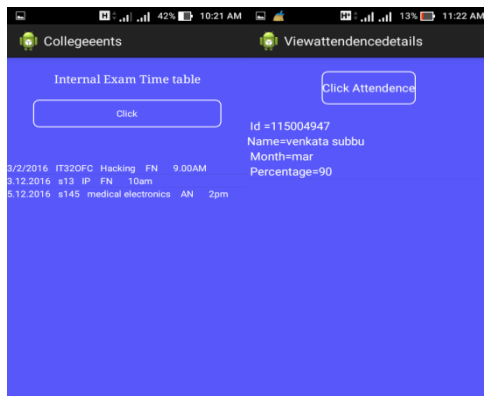 H 42% 10:21 AM
Collegeeents
Internal Exam Time table
Click
3/2/2016 IT32OFC Hacking FN 9.00AM
3.12.2016 s13 IP FN 10am
5.12.2016 s145 medical electronics AN 2pm
H+ 13% 11:22 AM
Viewattendencedetails
Click Attendence
Id =115004947
Name=venkata subbu
Month=mar
Percentage=90